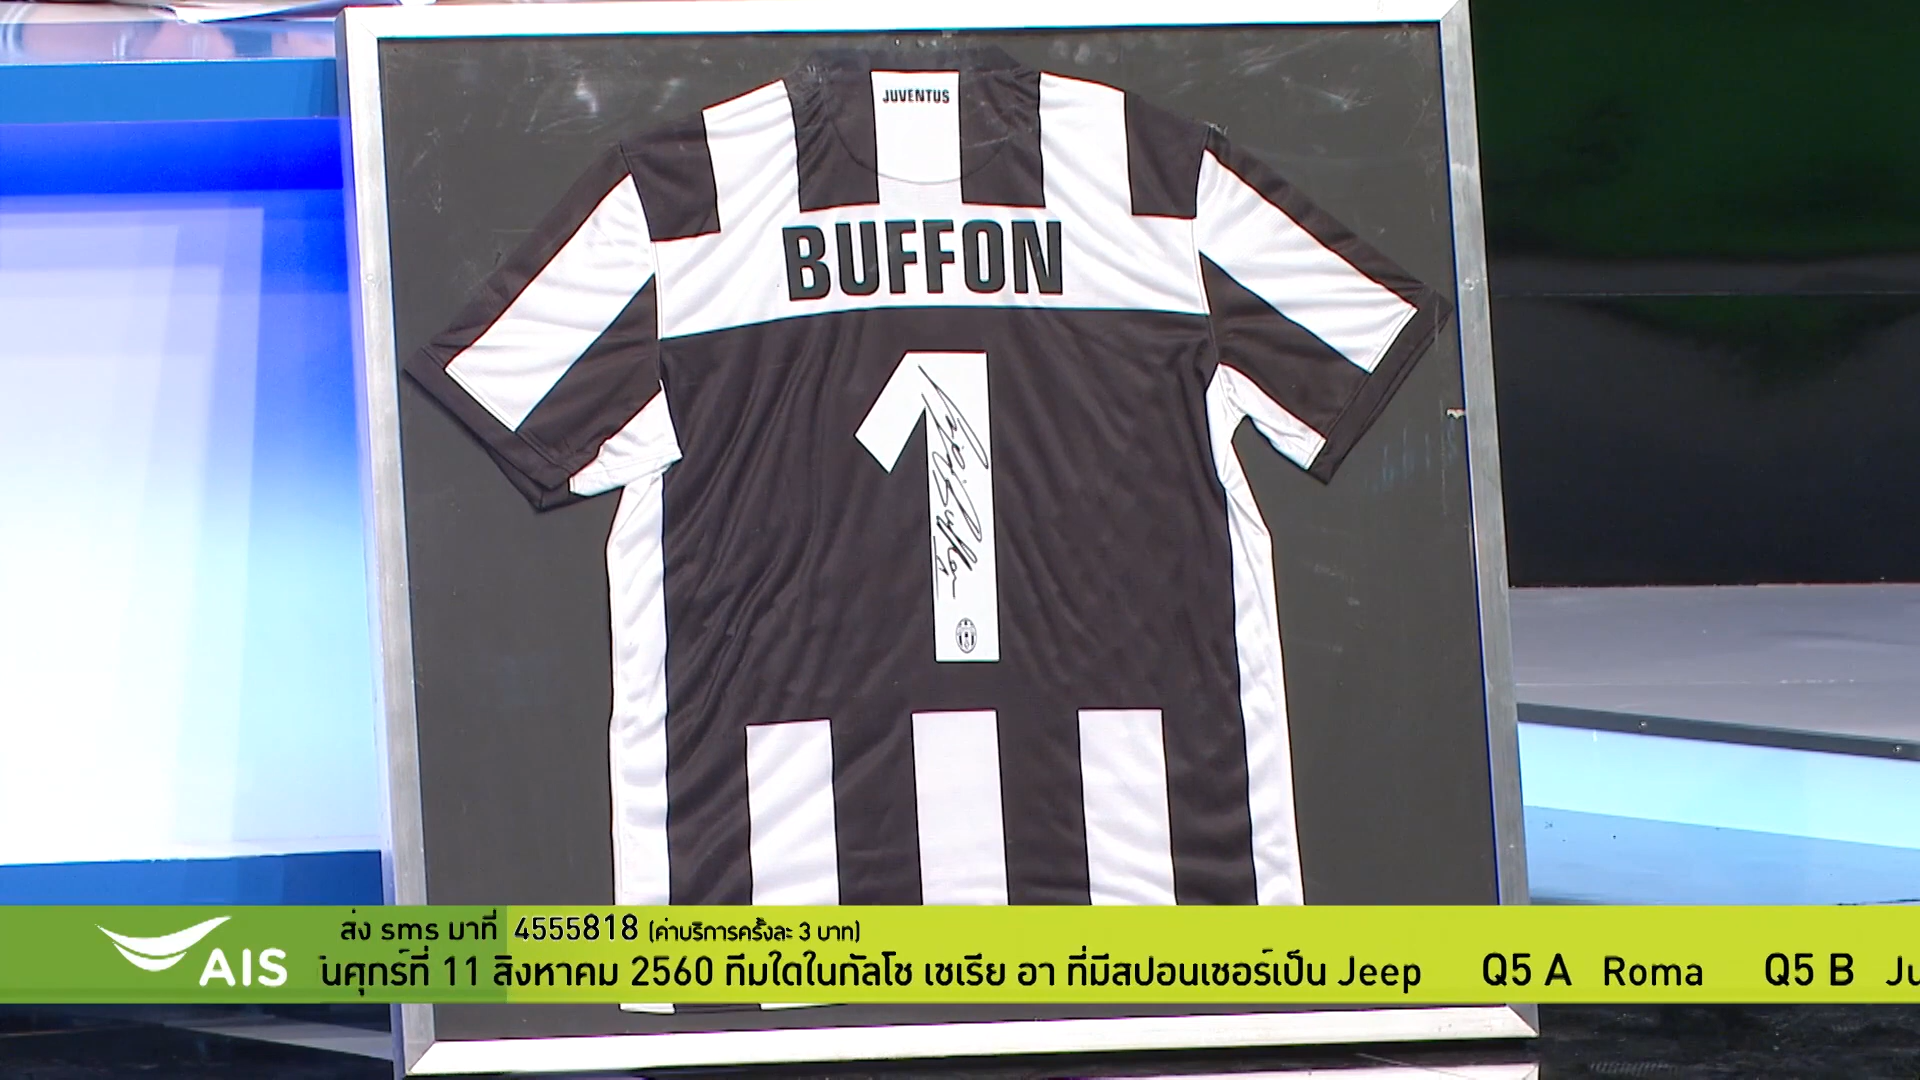 JUVENTUS
BUFFON
1
ส่ง sms มาที่ 4555818 (ค่าบริการครั้งละ 3 บาท)
AIS
นศุกร์ที่ 11 สิงหาคม 2560 ทีมใดในกัลโช เซเรีย อา ที่มีสปอนเซอร์เป็น Jeep Q5 A Roma Q5 B Ju